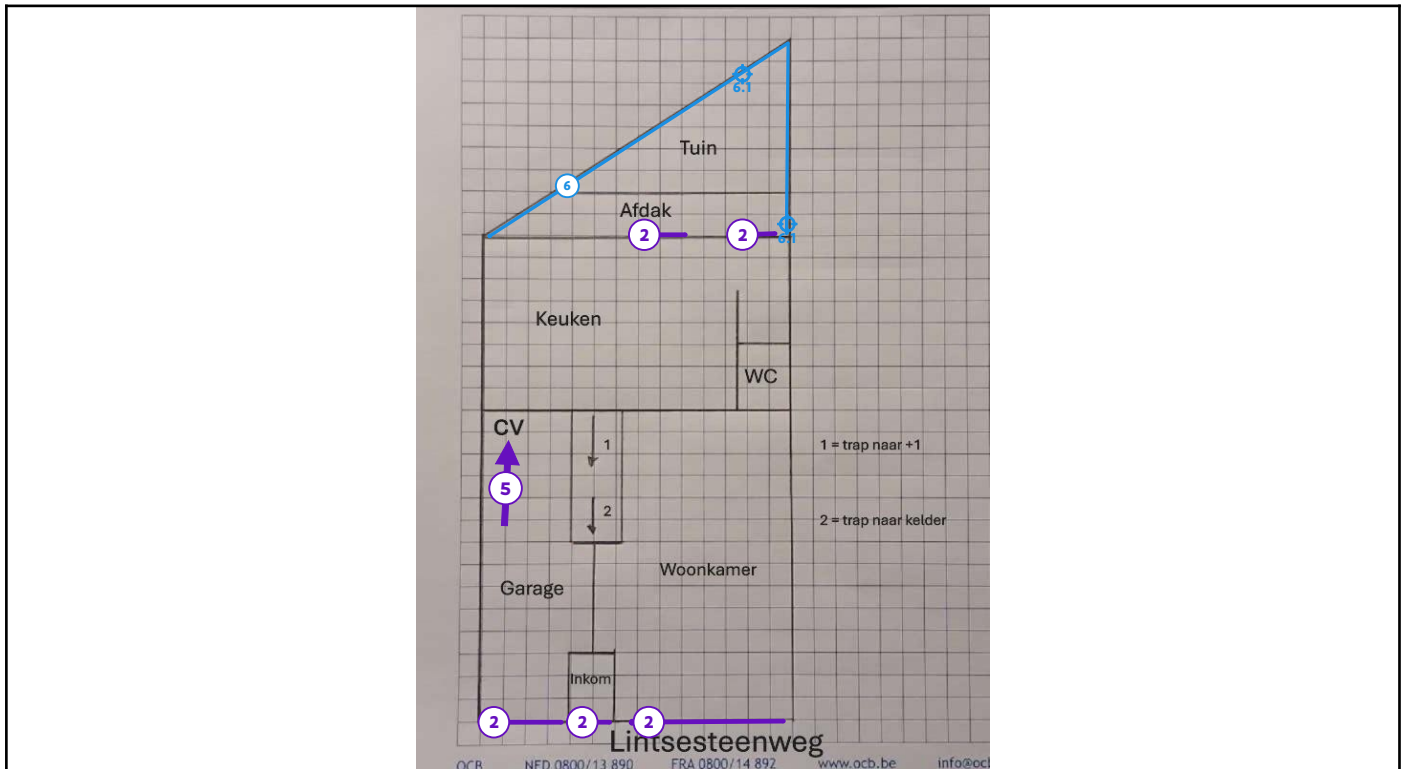 6.1
Tuin
6
Afdak
2
2
6.1
Keuken
WC
CV
1
1 = trap naar +1
5
2
2 = trap naar kelder
Woonkamer
Garage
Inkom
2
2
2
Lintsesteenweg
OCB NED 0800/13 890 FRA 0800/14 892 www.ocb.be info@oc